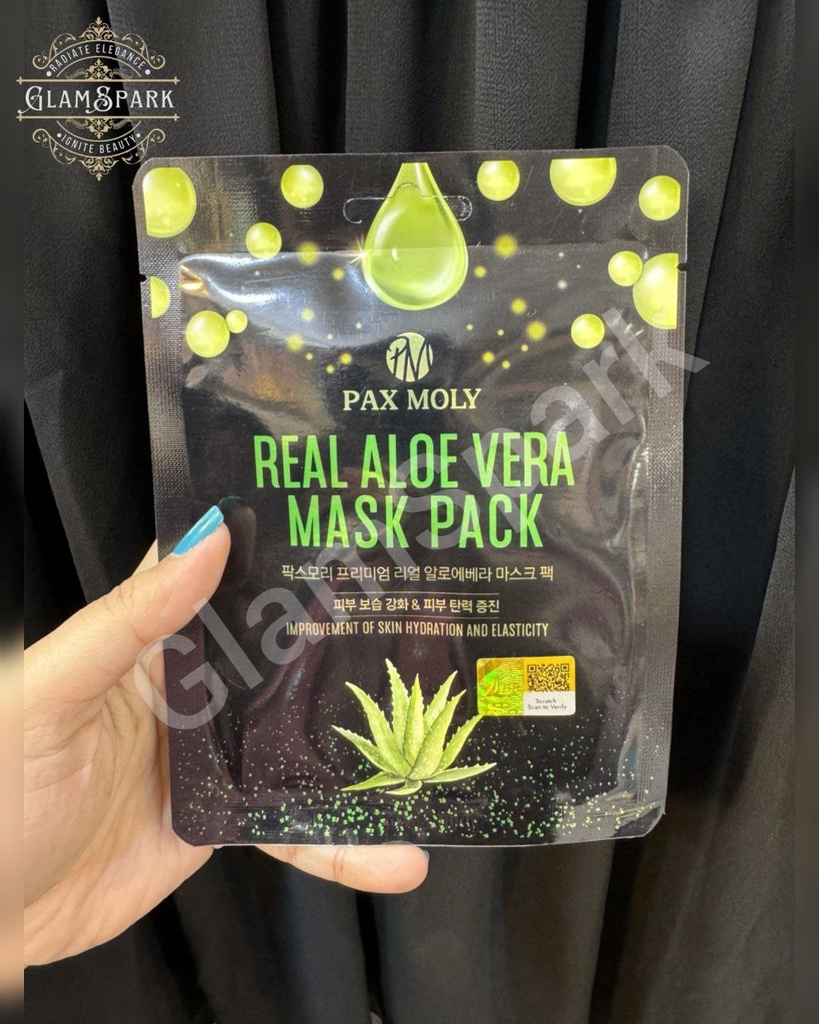 RADIATE ELEGANCE
GLAMSPARK
IGNITE BEAUTY
PM
PAX MOLY
REAL ALOE VERA
MASK PACK
팍스모리 프리미엄 리얼 알로에베라 마스크 팩
피부 보습 강화 & 피부 탄력 증진
IMPROVEMENT OF SKIN HYDRATION AND ELASTICITY
Scratch
Scan to Verify
GlamSpark